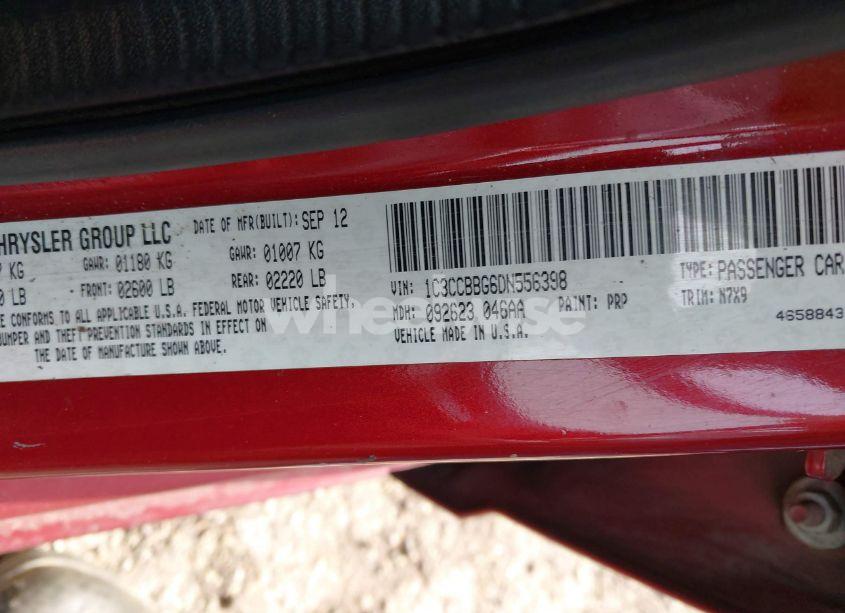 HRYSLER GROUP LLC DATE OF MFR(BUILT): SEP 12
KG GAWR: 01180 KG GAWR: 01007 KG
LB FRONT: 02600 LB REAR: 02220 LB
CONFORMS TO ALL APPLICABLE U.S.A. FEDERAL MOTOR VEHICLE SAFETY,
UMPER AND THEFT PREVENTION STANDARDS IN EFFECT ON
THE DATE OF MANUFACTURE SHOWN ABOVE.
VIN: 1C3CCBBG6DN556398 TYPE: PASSENGER CAR
MDH: 092623 046AA PAINT: PRP TRIM: N7X9
VEHICLE MADE IN U.S.A. 4658843